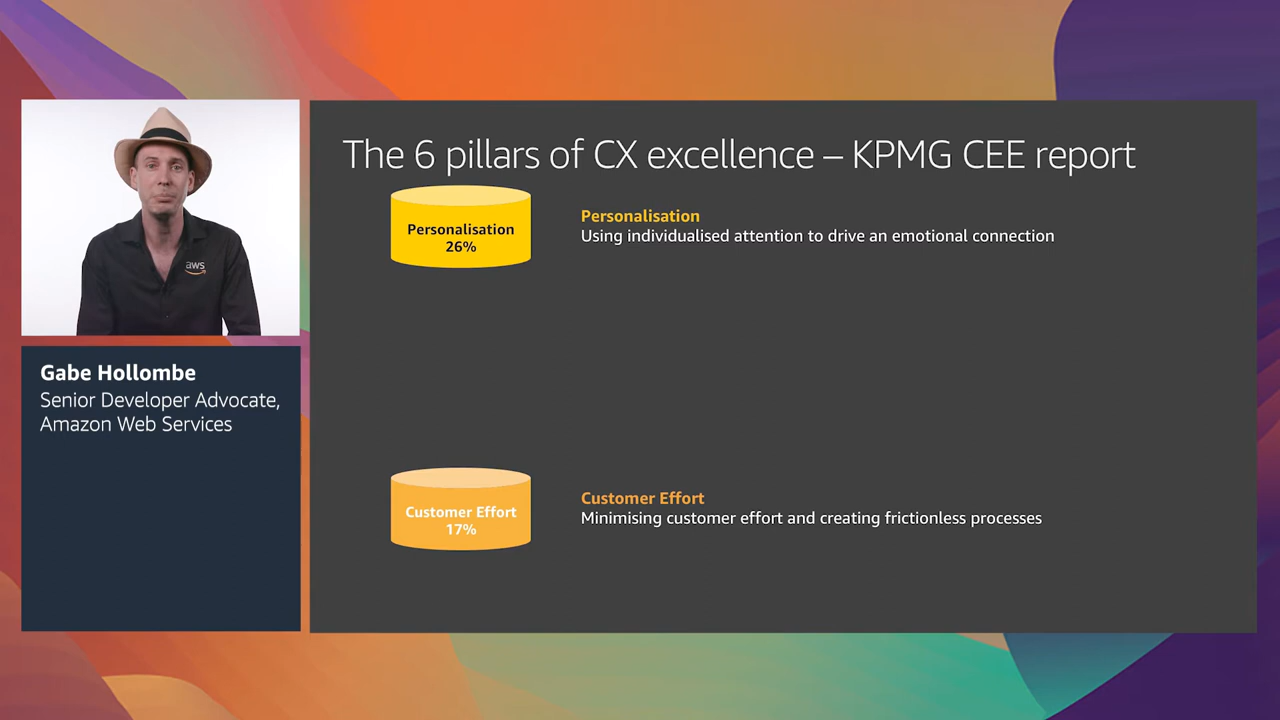 aws
Gabe Hollombe
Senior Developer Advocate,
Amazon Web Services
The 6 pillars of CX excellence – KPMG CEE report
Personalisation
26%
Personalisation
Using individualised attention to drive an emotional connection
Customer Effort
17%
Customer Effort
Minimising customer effort and creating frictionless processes